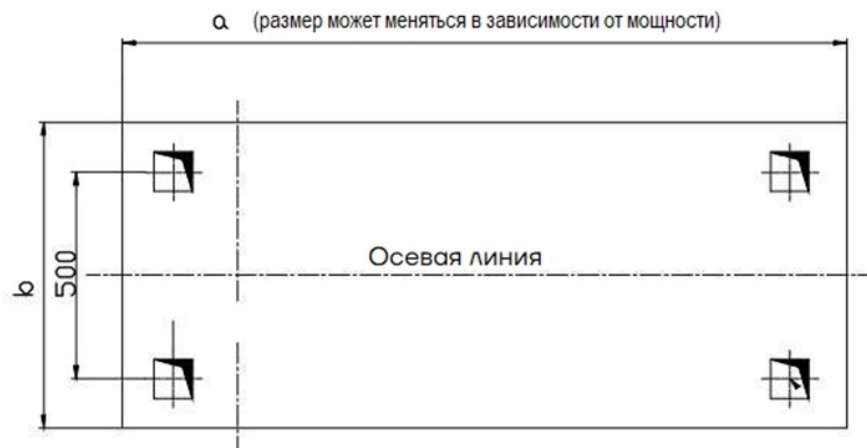 a (размер может меняться в зависимости от мощности)
Осевая линия
500
b